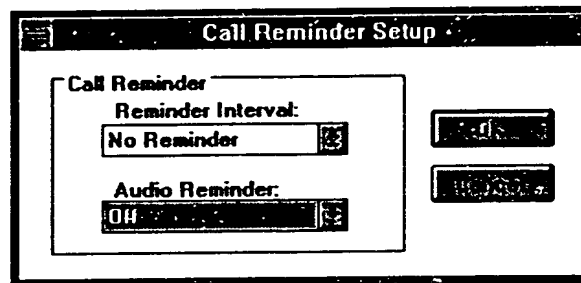 Call Reminder Setup
Call Reminder
Reminder Interval:
No Reminder
Audio Reminder:
Off